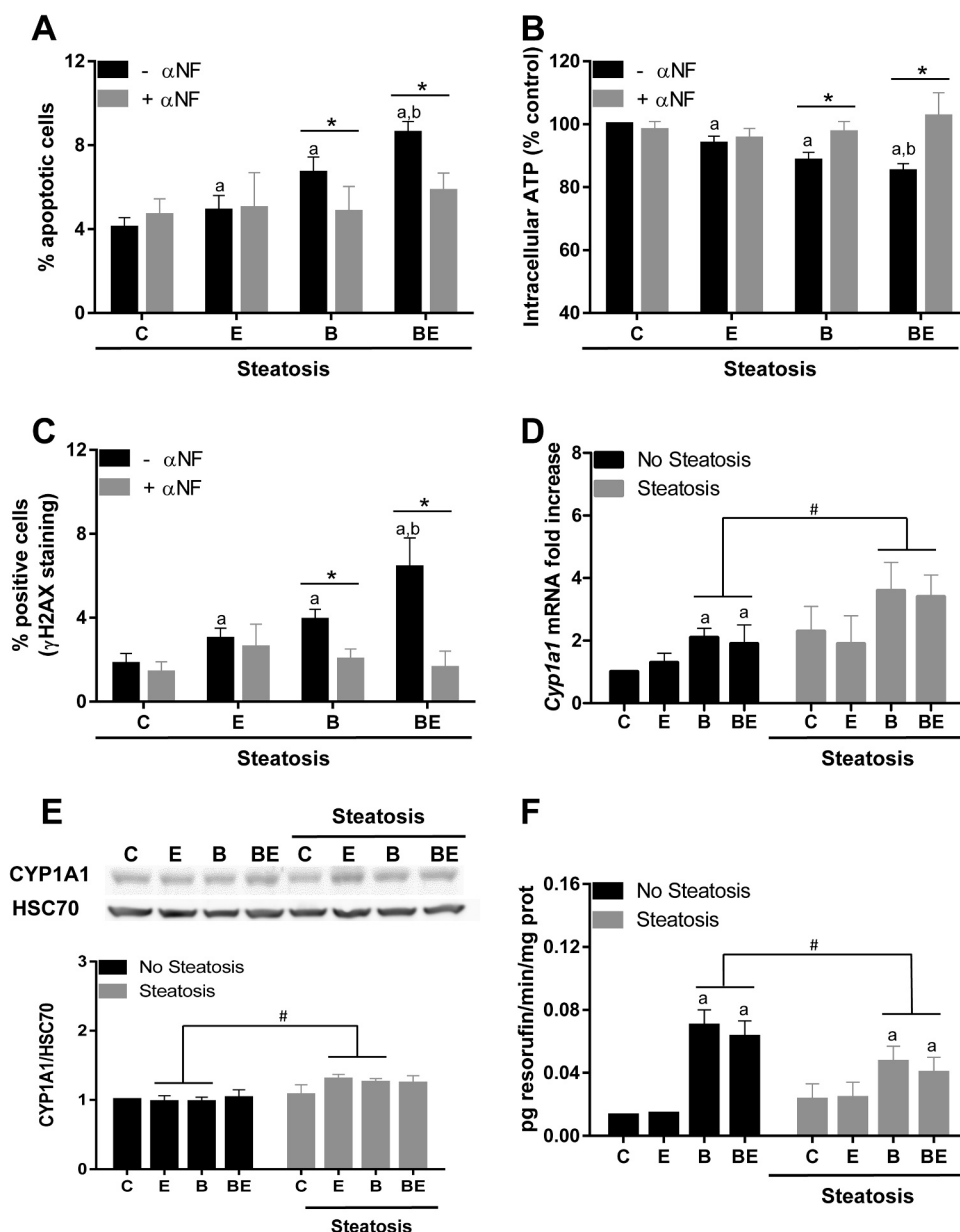 A
12
8
4
0
% apoptotic cells
- αNF
+ αNF
a
a
*
a,b
*
C E B BE
Steatosis
B
120
100
80
60
40
Intracellular ATP (% control)
- αNF
+ αNF
a
a
*
a,b
*
C E B BE
Steatosis
C
12
8
4
0
% positive cells
(γH2AX staining)
- αNF
+ αNF
a
a
*
a,b
*
C E B BE
Steatosis
D
8
6
4
2
0
Cyp1a1 mRNA fold increase
No Steatosis
Steatosis
#
a a
C E B BE C E B BE
Steatosis
E
Steatosis
C E B BE C E B BE
CYP1A1
HSC70
3
2
1
0
CYP1A1/HSC70
No Steatosis
Steatosis
#
C E B BE C E B BE
Steatosis
F
0.16
0.12
0.08
0.04
0.00
pg resorufin/min/mg prot
No Steatosis
Steatosis
#
a a
a a
C E B BE C E B BE
Steatosis